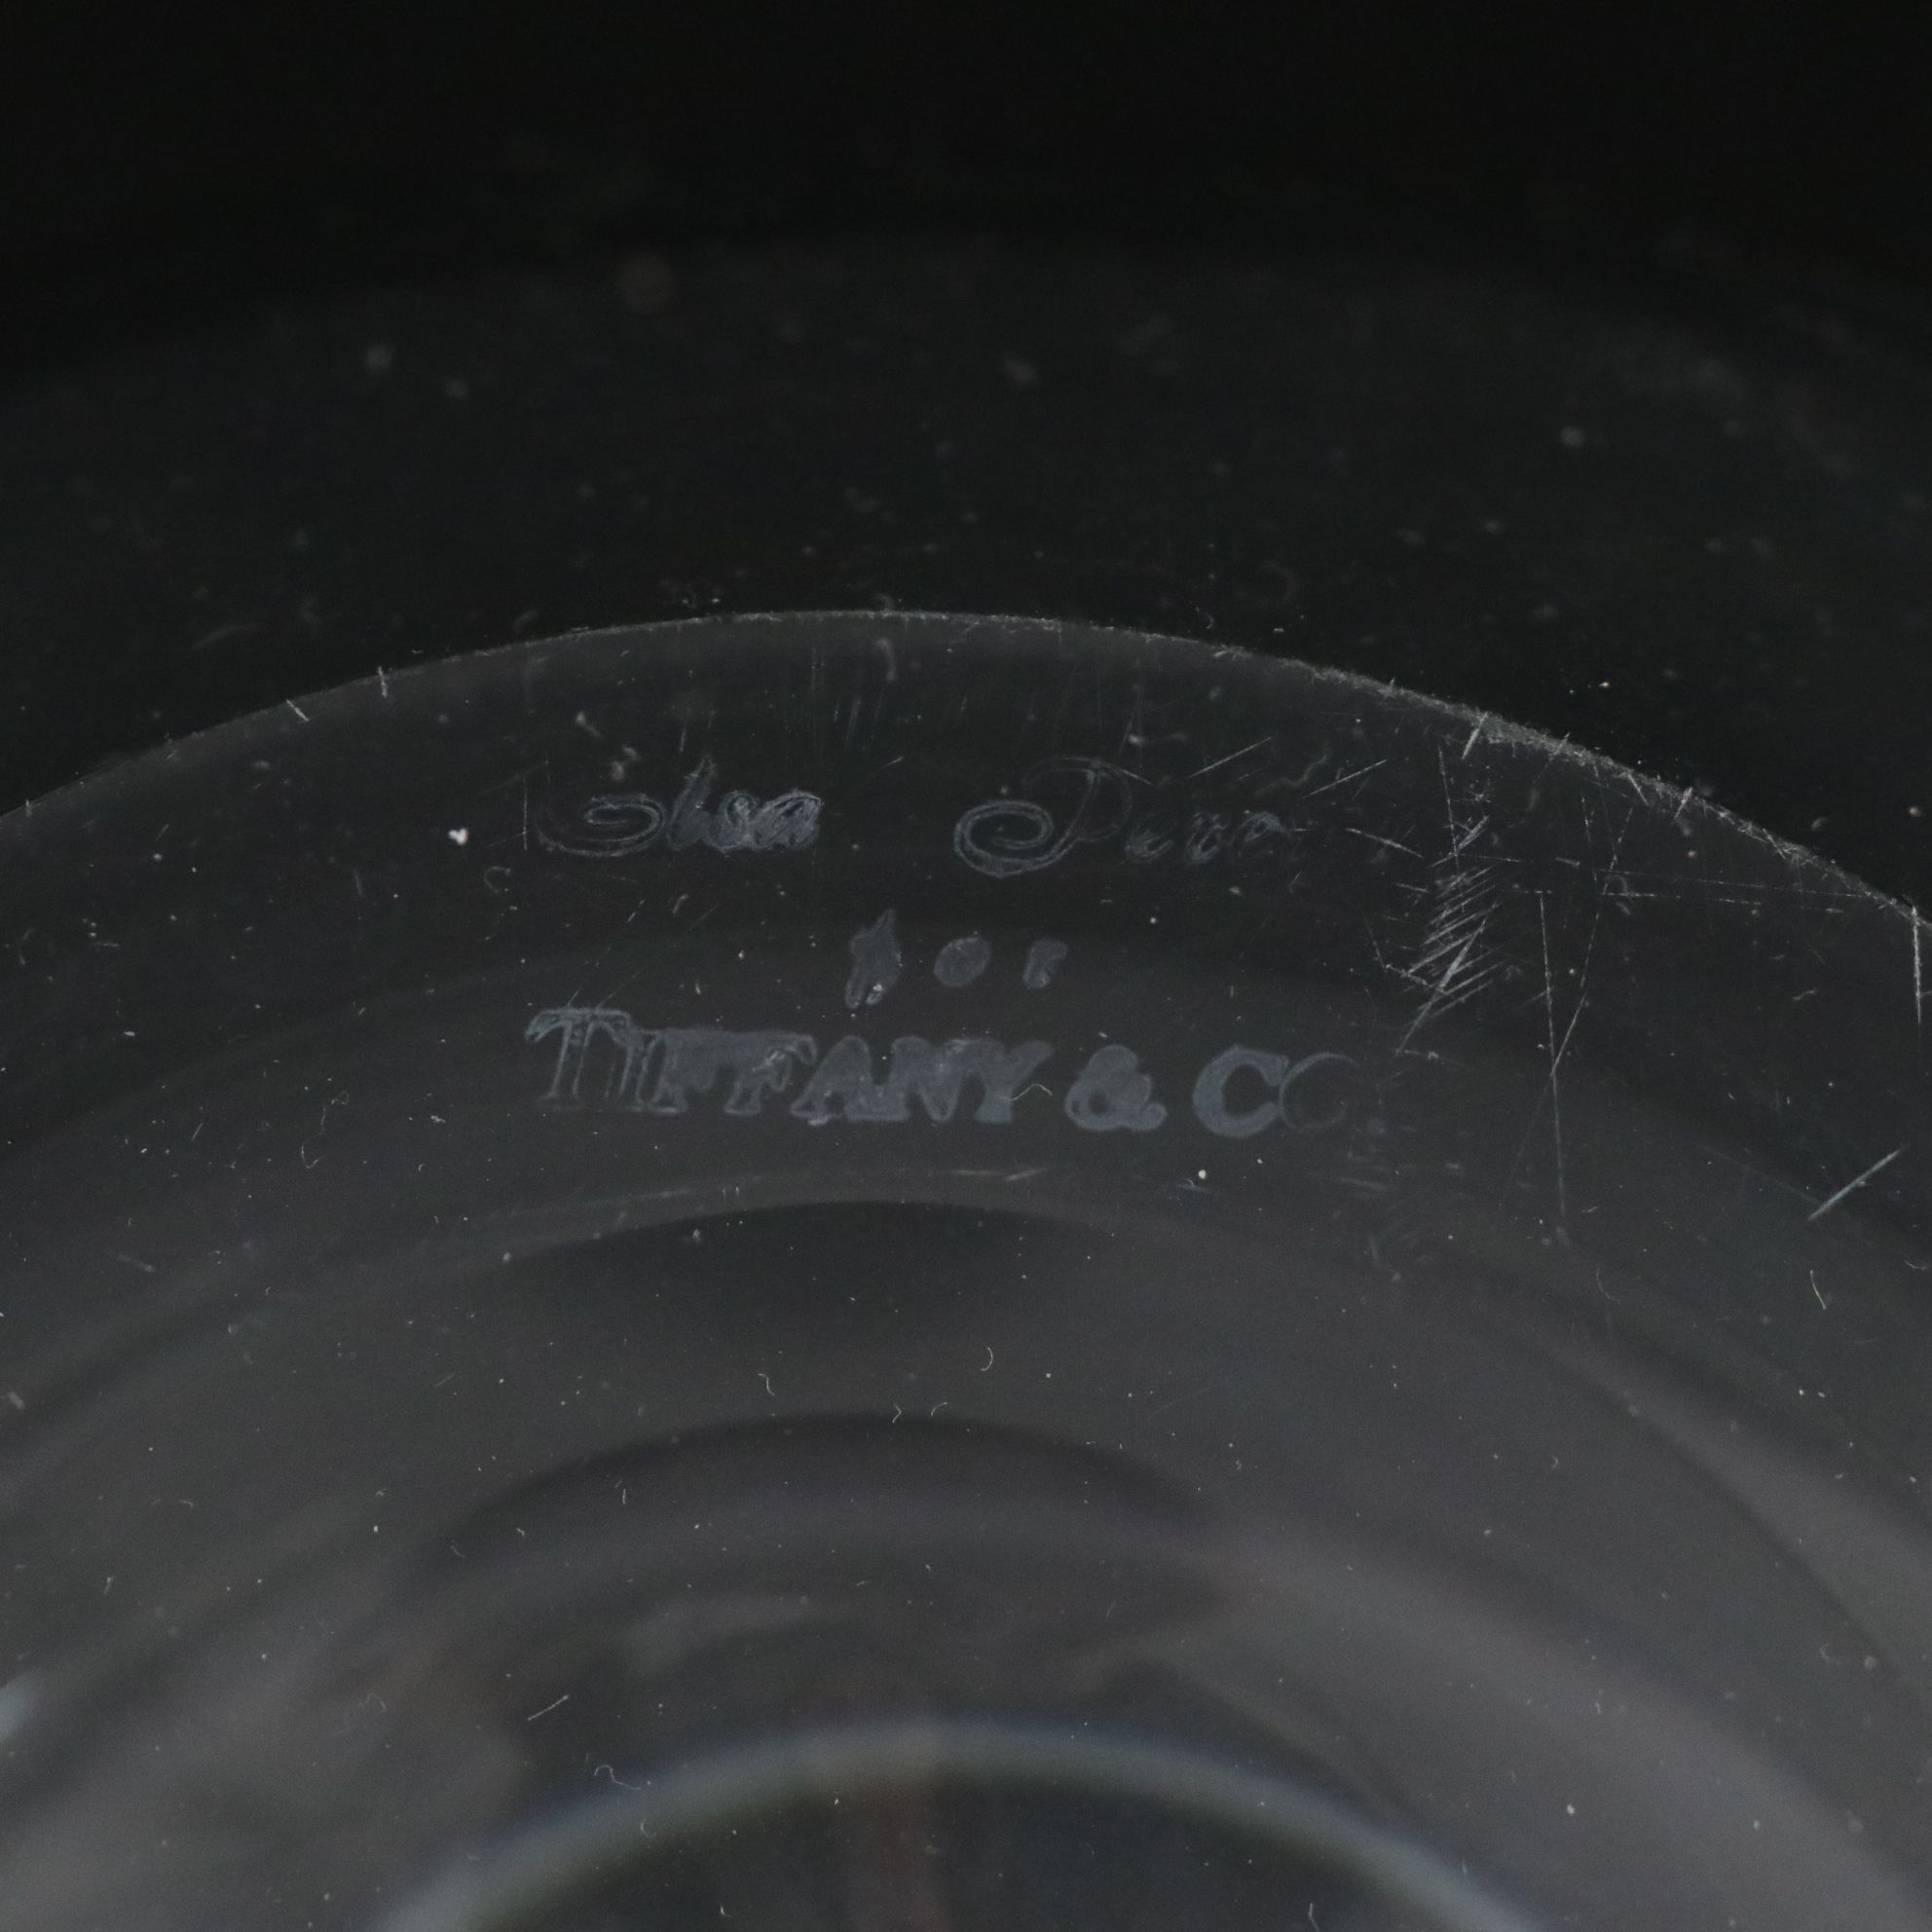 Elsa Peretti
for
TIFFANY & CO